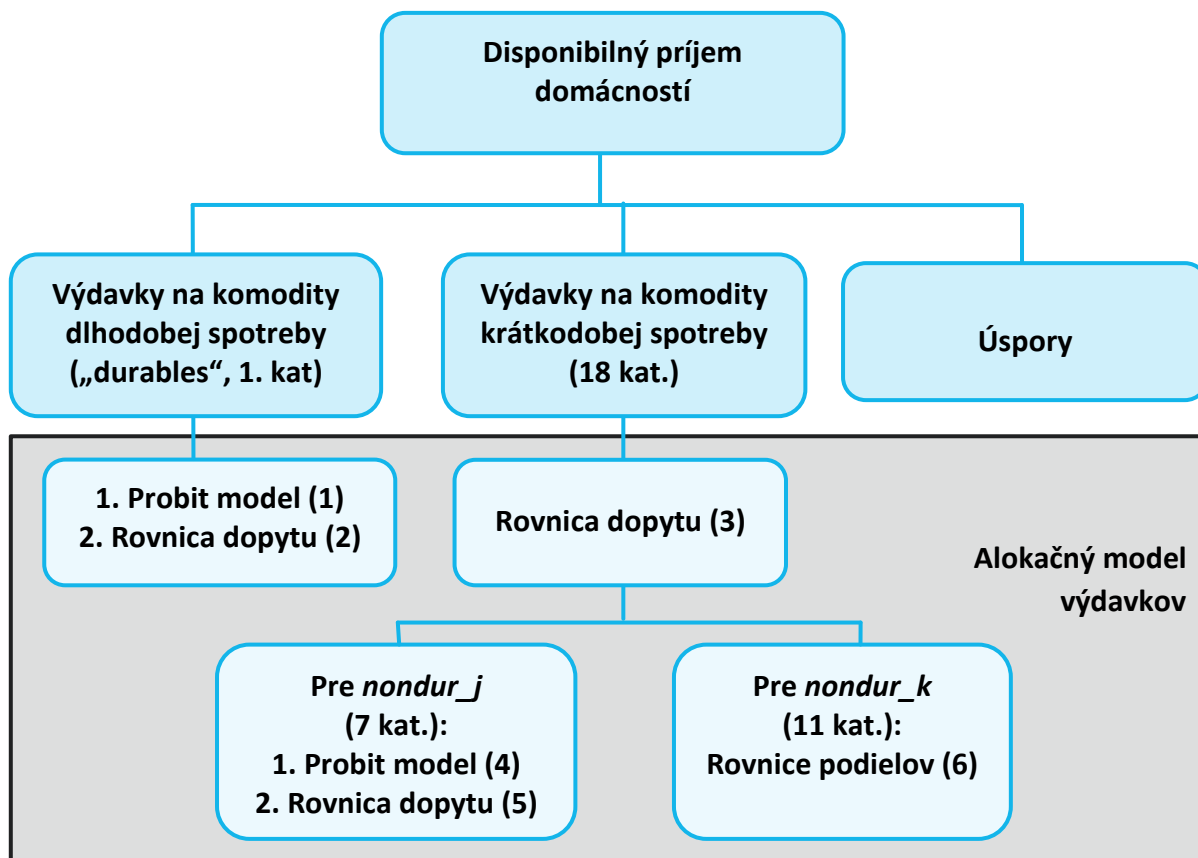 Disponibilný príjem
domácností
Výdavky na komodity
dlhodobej spotreby
(„durables“, 1. kat)
Výdavky na komodity
krátkodobej spotreby
(18 kat.)
Úspory
1. Probit model (1)
2. Rovnica dopytu (2)
Rovnica dopytu (3)
Alokačný model
výdavkov
Pre nondur_j
(7 kat.):
1. Probit model (4)
2. Rovnica dopytu (5)
Pre nondur_k
(11 kat.):
Rovnice podielov (6)